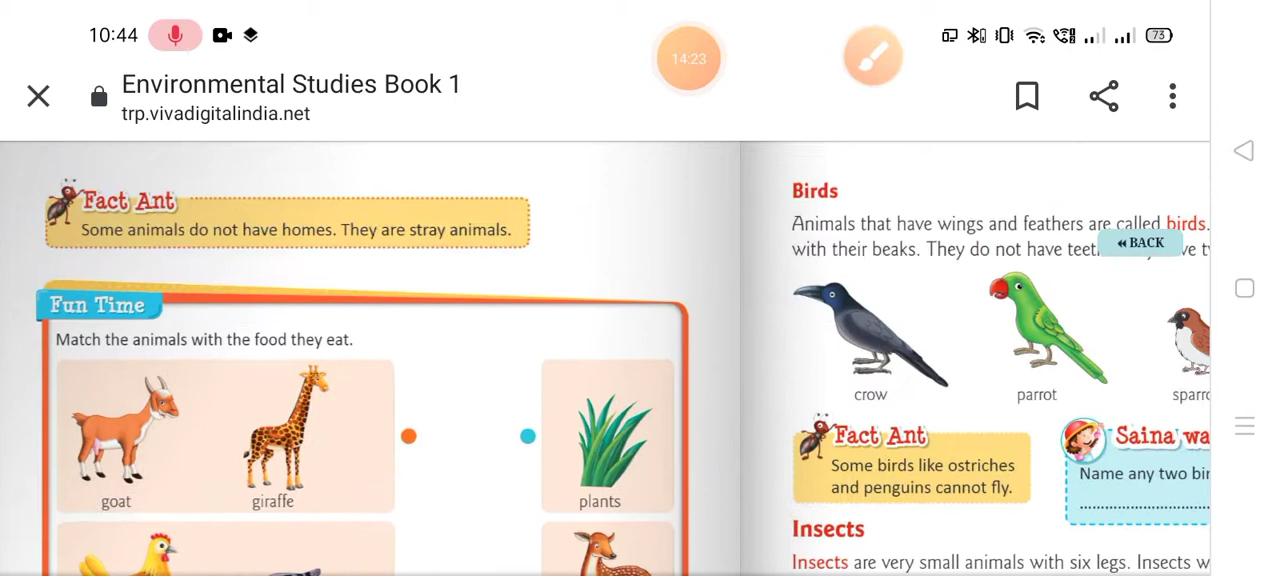 10:44
14:23
73
Environmental Studies Book 1
trp.vivadigitalindia.net
Fact Ant
Some animals do not have homes. They are stray animals.
Fun Time
Match the animals with the food they eat.
goat
giraffe
plants
Birds
Animals that have wings and feathers are called birds.
BACK
with their beaks. They do not have
crow
parrot
Fact Ant
Some birds like ostriches
and penguins cannot fly.
Saina
Name any two
Insects
Insects are very small animals with six legs. Insects